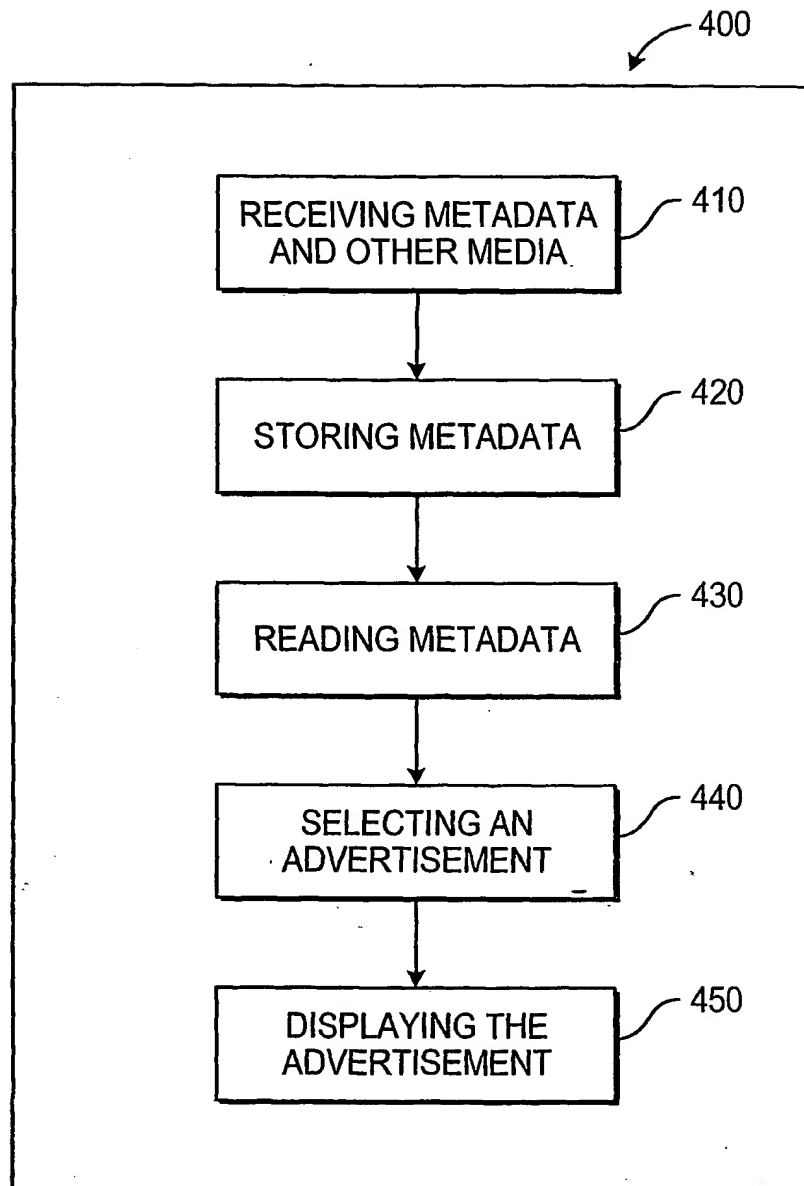 400
RECEIVING METADATA
AND OTHER MEDIA
410
STORING METADATA
420
READING METADATA
430
SELECTING AN
ADVERTISEMENT
440
DISPLAYING THE
ADVERTISEMENT
450